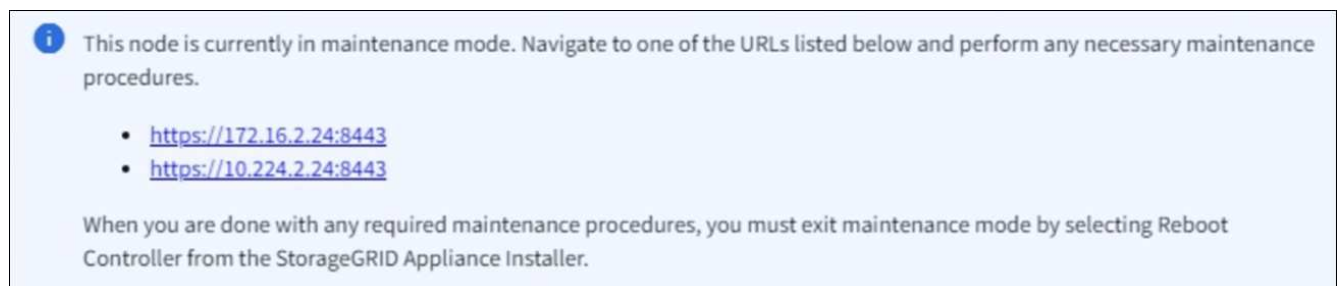 This node is currently in maintenance mode. Navigate to one of the URLs listed below and perform any necessary maintenance
procedures.
• https://172.16.2.24:8443
• https://10.224.2.24:8443
When you are done with any required maintenance procedures, you must exit maintenance mode by selecting Reboot
Controller from the StorageGRID Appliance Installer.